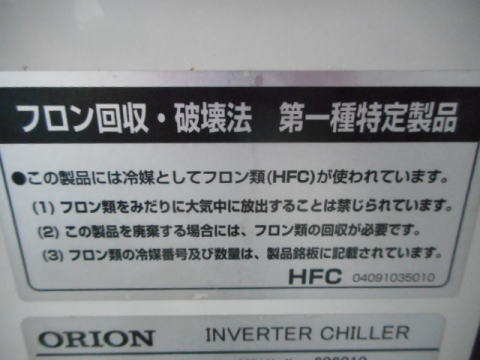 フロン回収・破壊法 第一種特定製品
●この製品には冷媒としてフロン類(HFC)が使われています。
(1) フロン類をみだりに大気中に放出することは禁じられています。
(2) この製品を廃棄する場合には、フロン類の回収が必要です。
(3) フロン類の冷媒番号及び数量は、製品銘板に記載されています。
HFC 04091035010
ORION INVERTER CHILLER